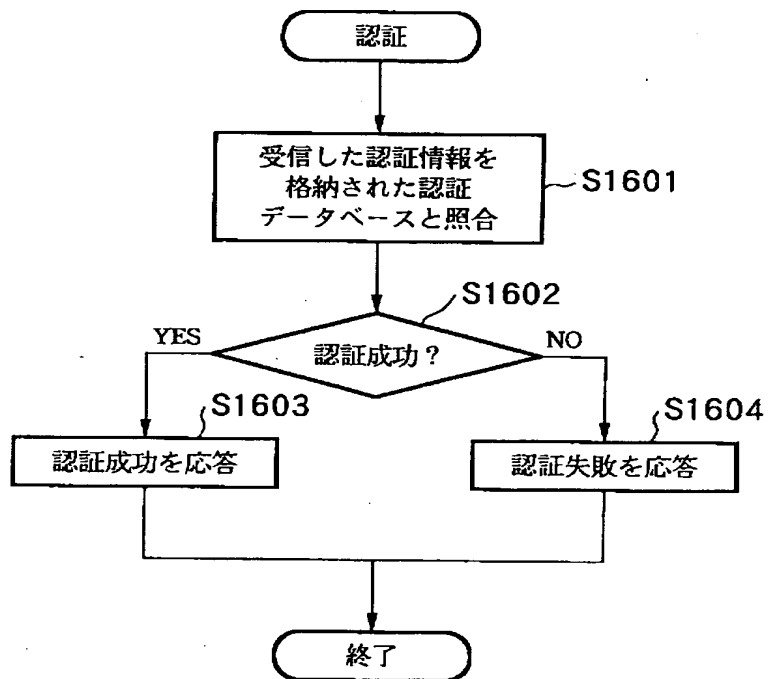 認証
受信した認証情報を
格納された認証
データベースと照合
S1601
S1602
YES
認証成功?
NO
S1603
S1604
認証成功を応答
認証失敗を応答
終了